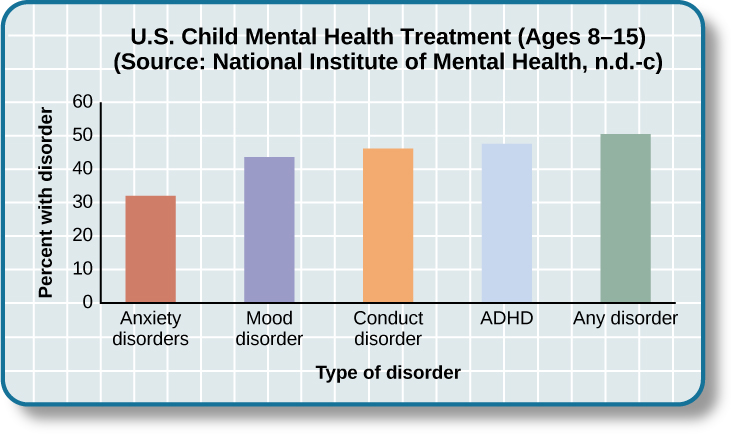 U.S. Child Mental Health Treatment (Ages 8–15)
(Source: National Institute of Mental Health, n.d.-c)
Percent with disorder
60
50
40
30
20
10
0
Anxiety disorders
Mood disorder
Conduct disorder
ADHD
Any disorder
Type of disorder